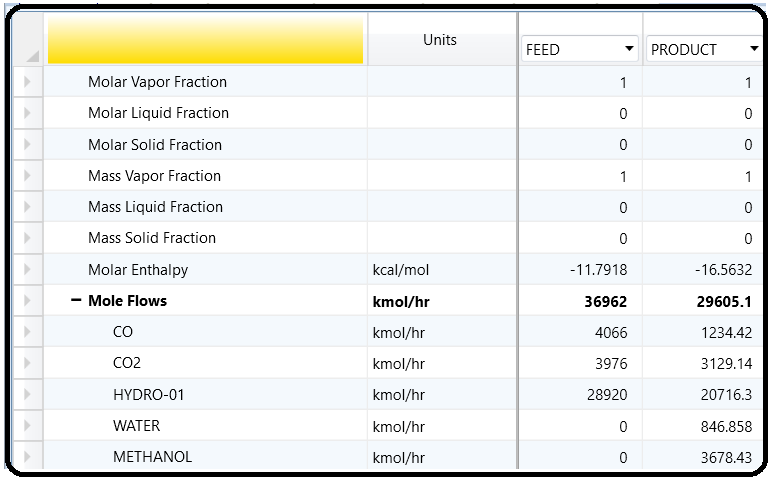 Units FEED PRODUCT
Molar Vapor Fraction 1 1
Molar Liquid Fraction 0 0
Molar Solid Fraction 0 0
Mass Vapor Fraction 1 1
Mass Liquid Fraction 0 0
Mass Solid Fraction 0 0
Molar Enthalpy kcal/mol -11.7918 -16.5632
− Mole Flows kmol/hr 36962 29605.1
CO kmol/hr 4066 1234.42
CO2 kmol/hr 3976 3129.14
HYDRO-01 kmol/hr 28920 20716.3
WATER kmol/hr 0 846.858
METHANOL kmol/hr 0 3678.43